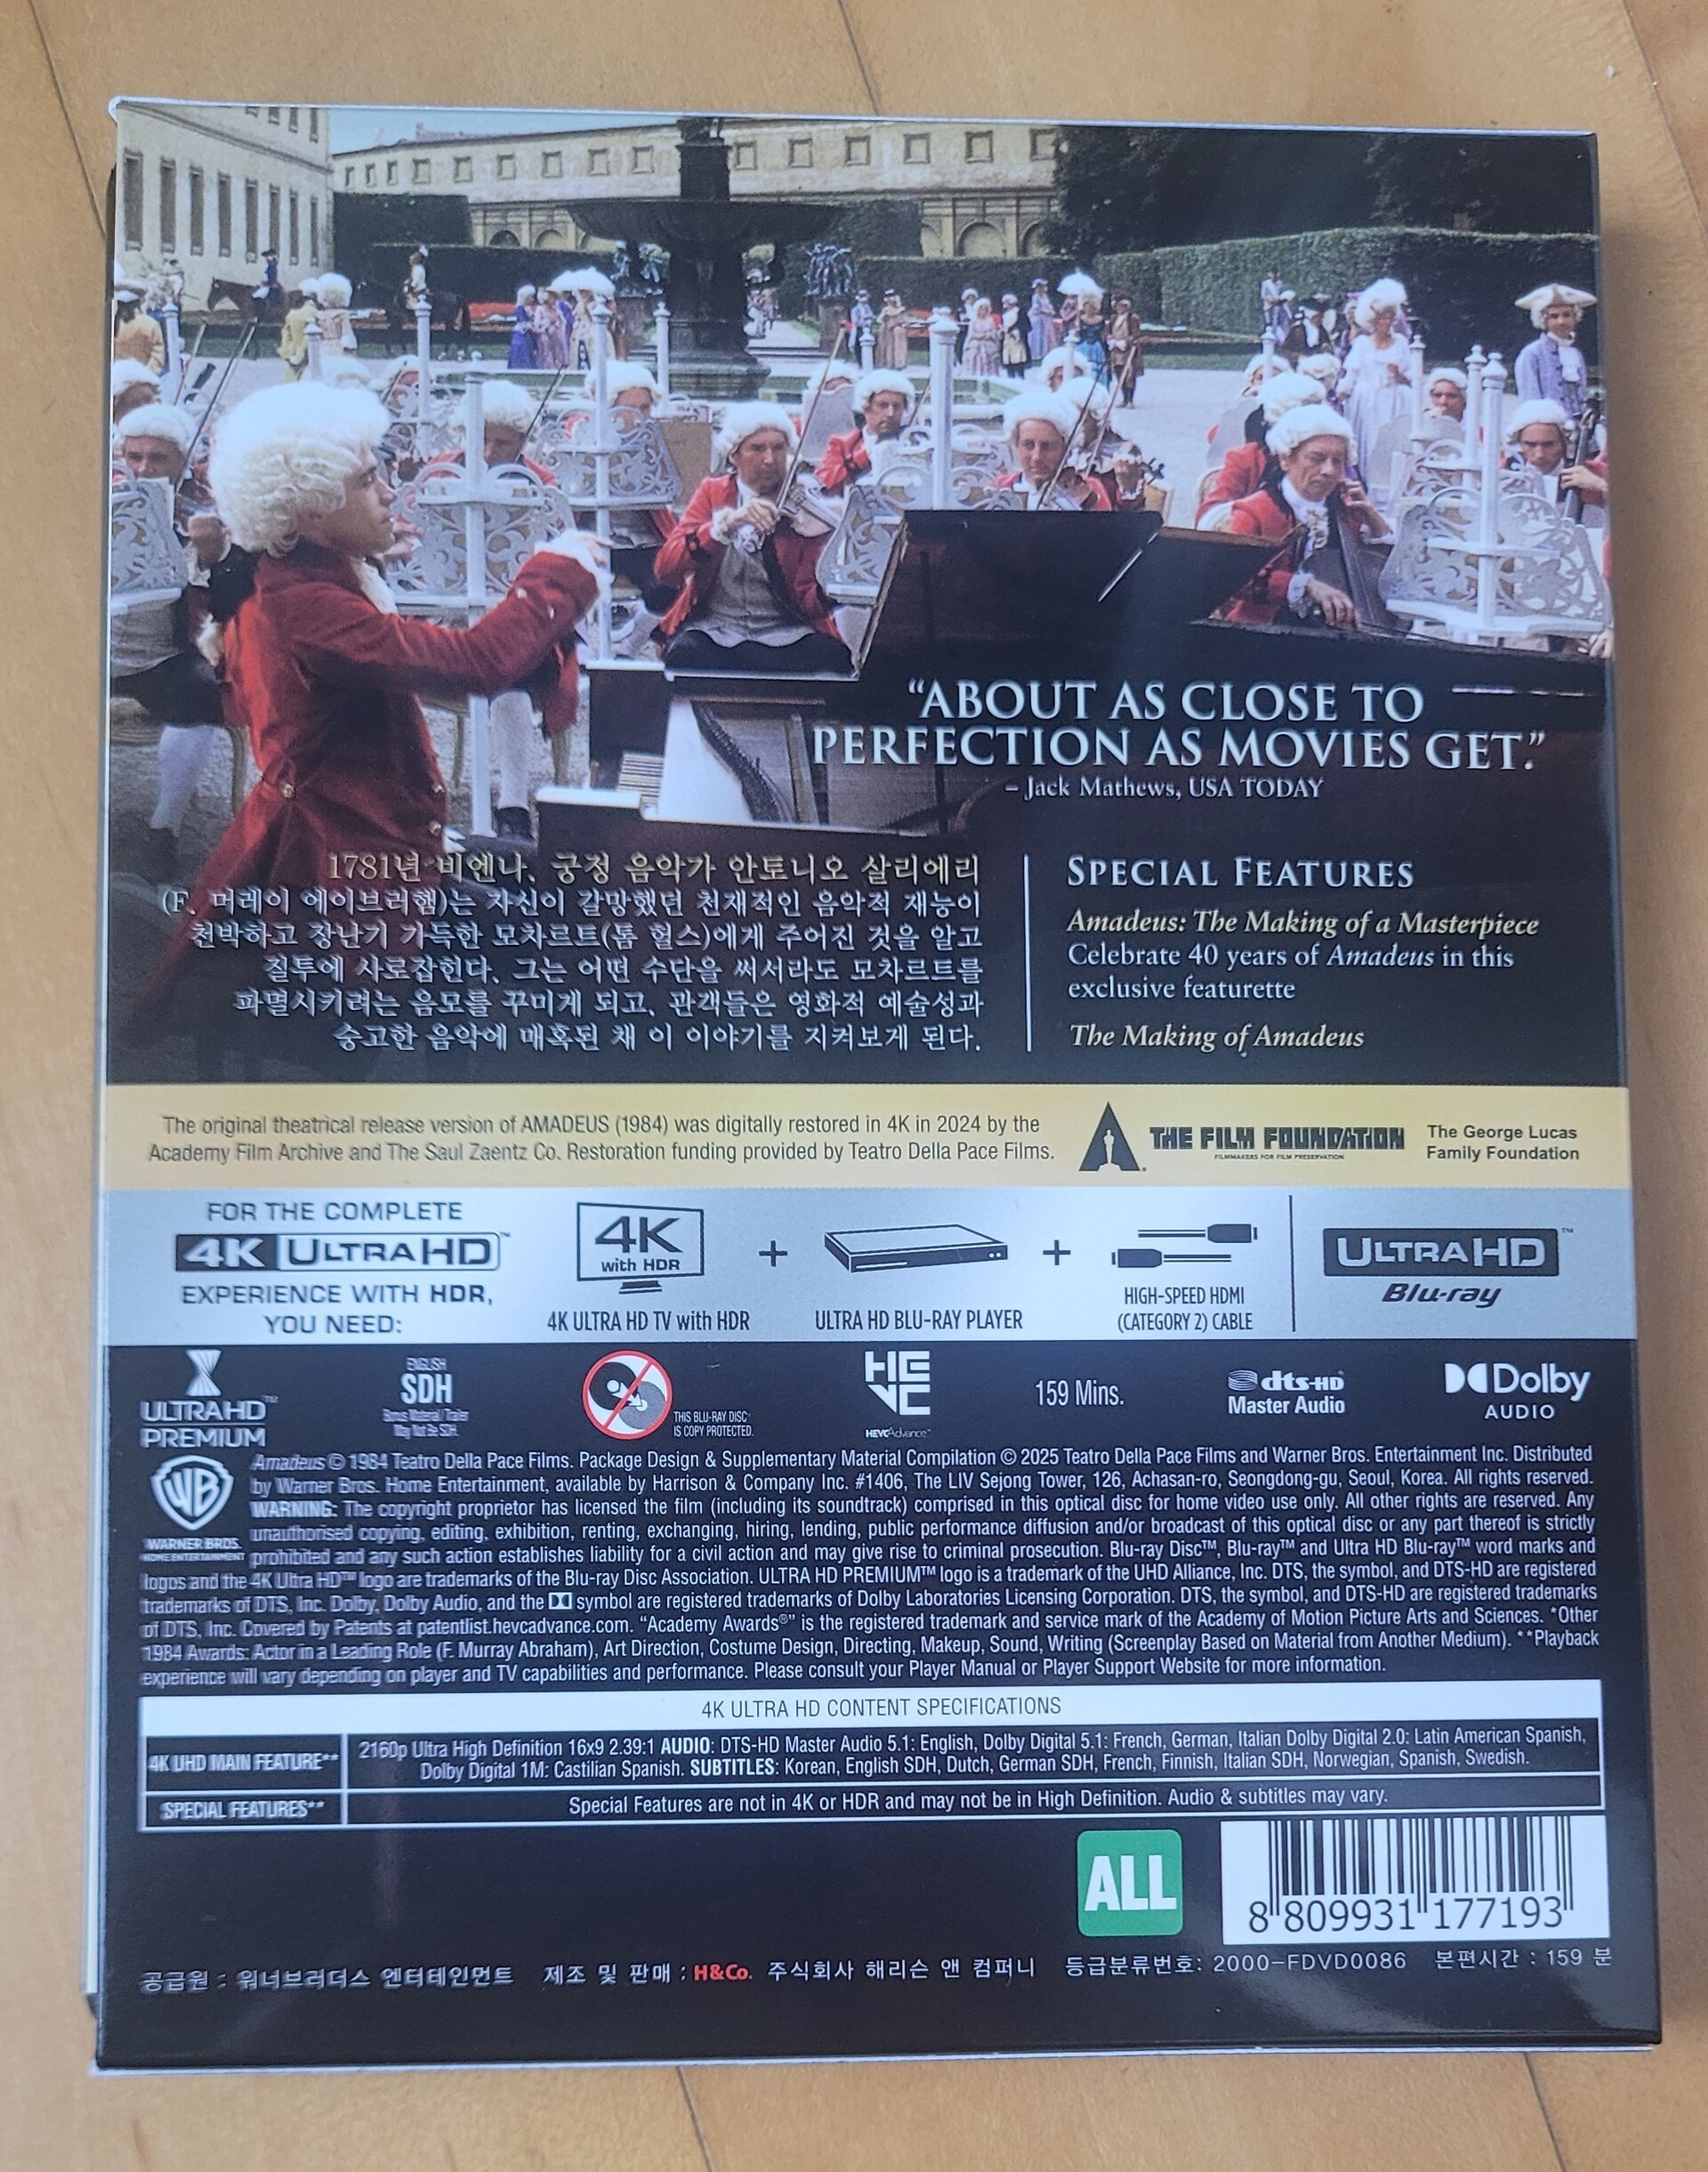 “ABOUT AS CLOSE TO
PERFECTION AS MOVIES GET.”
– Jack Mathews, USA TODAY
1781년 비엔나, 궁정 음악가 안토니오 살리에리
(F. 머레이 에이브러햄)는 자신이 갈망했던 천재적인 음악적 재능이
천박하고 장난기 가득한 모차르트(톰 헐스)에게 주어진 것을 알고
질투에 사로잡힌다. 그는 어떤 수단을 써서라도 모차르트를
파멸시키려는 음모를 꾸미게 되고, 관객들은 영화적 예술성과
숭고한 음악에 매혹된 채 이 이야기를 지켜보게 된다.
SPECIAL FEATURES
Amadeus: The Making of a Masterpiece
Celebrate 40 years of Amadeus in this
exclusive featurette
The Making of Amadeus
The original theatrical release version of AMADEUS (1984) was digitally restored in 4K in 2024 by the
Academy Film Archive and The Saul Zaentz Co. Restoration funding provided by Teatro Della Pace Films.
THE FILM FOUNDATION
FILMMAKERS FOR FILM PRESERVATION
The George Lucas
Family Foundation
FOR THE COMPLETE
4K ULTRA HD™
EXPERIENCE WITH HDR,
YOU NEED:
4K
with HDR
4K ULTRA HD TV with HDR
+
ULTRA HD BLU-RAY PLAYER
+
HIGH-SPEED HDMI
(CATEGORY 2) CABLE
ULTRA HD™
Blu-ray
ULTRA HD™
PREMIUM
ENGLISH
SDH
Bonus Material/Trailer
May Not Be SDH.
THIS BLU-RAY DISC
IS COPY PROTECTED.
HEVC
HEVC Advance™
159 Mins.
dts-HD
Master Audio
Dolby
AUDIO
WB
WARNER BROS.
HOME ENTERTAINMENT
Amadeus © 1984 Teatro Della Pace Films. Package Design & Supplementary Material Compilation © 2025 Teatro Della Pace Films and Warner Bros. Entertainment Inc. Distributed
by Warner Bros. Home Entertainment, available by Harrison & Company Inc. #1406, The LIV Sejong Tower, 126, Achasan-ro, Seongdong-gu, Seoul, Korea. All rights reserved.
WARNING: The copyright proprietor has licensed the film (including its soundtrack) comprised in this optical disc for home video use only. All other rights are reserved. Any
unauthorised copying, editing, exhibition, renting, exchanging, hiring, lending, public performance diffusion and/or broadcast of this optical disc or any part thereof is strictly
prohibited and any such action establishes liability for a civil action and may give rise to criminal prosecution. Blu-ray Disc™, Blu-ray™ and Ultra HD Blu-ray™ word marks and
logos and the 4K Ultra HD™ logo are trademarks of the Blu-ray Disc Association. ULTRA HD PREMIUM™ logo is a trademark of the UHD Alliance, Inc. DTS, the symbol, and DTS-HD are registered
trademarks of DTS, Inc. Dolby, Dolby Audio, and the symbol are registered trademarks of Dolby Laboratories Licensing Corporation. DTS, the symbol, and DTS-HD are registered trademarks
of DTS, Inc. Covered by Patents at patentlist.hevcadvance.com. “Academy Awards®” is the registered trademark and service mark of the Academy of Motion Picture Arts and Sciences. *Other
1984 Awards: Actor in a Leading Role (F. Murray Abraham), Art Direction, Costume Design, Directing, Makeup, Sound, Writing (Screenplay Based on Material from Another Medium). **Playback
experience will vary depending on player and TV capabilities and performance. Please consult your Player Manual or Player Support Website for more information.
4K ULTRA HD CONTENT SPECIFICATIONS
4K UHD MAIN FEATURE**
2160p Ultra High Definition 16x9 2.39:1 AUDIO: DTS-HD Master Audio 5.1: English, Dolby Digital 5.1: French, German, Italian Dolby Digital 2.0: Latin American Spanish,
Dolby Digital 1M: Castilian Spanish. SUBTITLES: Korean, English SDH, Dutch, German SDH, French, Finnish, Italian SDH, Norwegian, Spanish, Swedish.
SPECIAL FEATURES**
Special Features are not in 4K or HDR and may not be in High Definition. Audio & subtitles may vary.
ALL
8 809931 177193
공급원 : 워너브러더스 엔터테인먼트 제조 및 판매 : H&Co. 주식회사 해리슨 앤 컴퍼니 등급분류번호: 2000-FDVD0086 본편시간 : 159 분